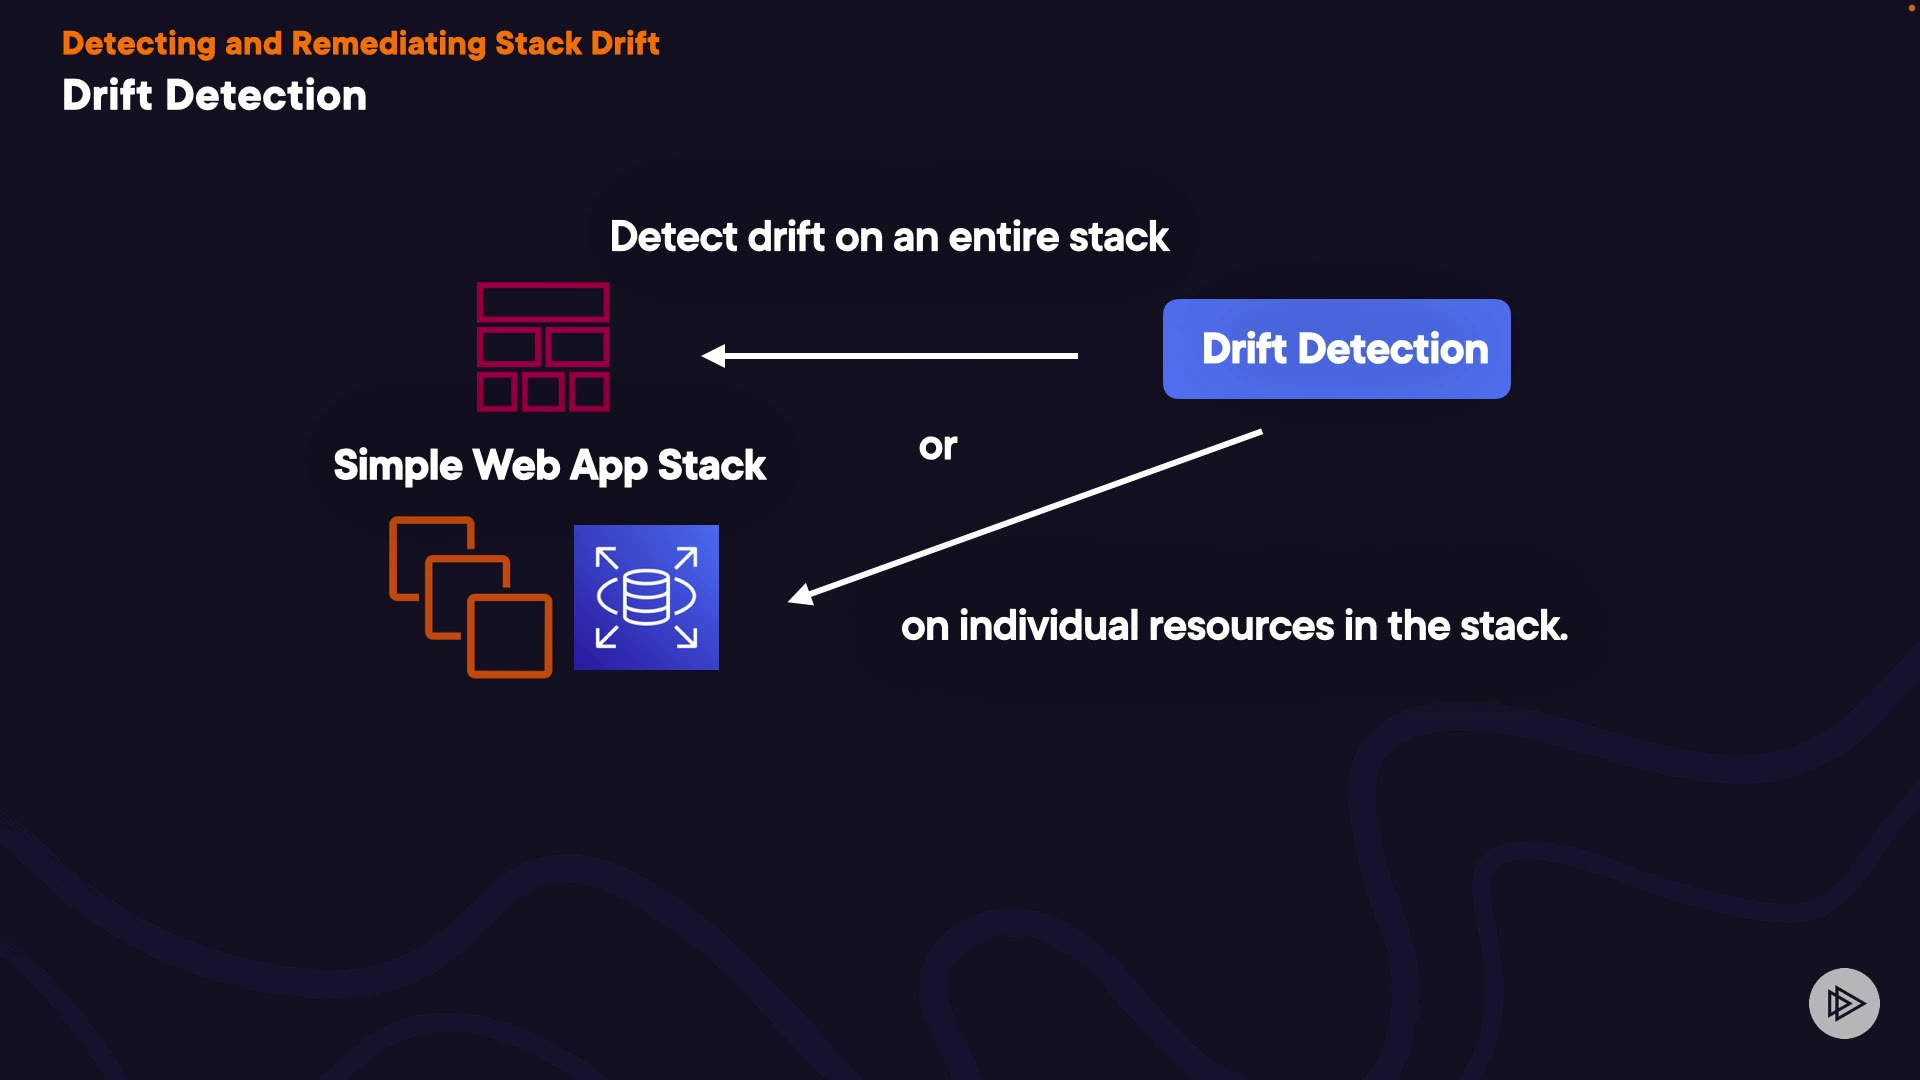 Detecting and Remediating Stack Drift
Drift Detection
Detect drift on an entire stack
Drift Detection
or
Simple Web App Stack
on individual resources in the stack.